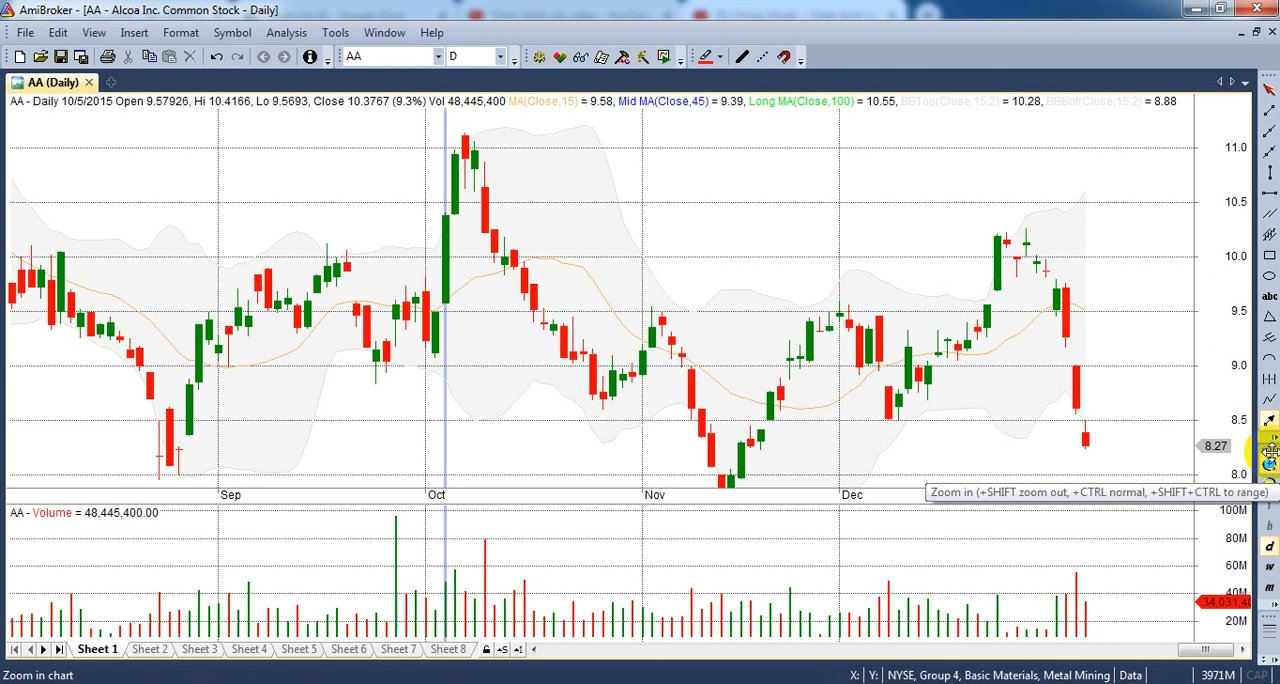 AmiBroker - [AA - Alcoa Inc. Common Stock - Daily]
File Edit View Insert Format Symbol Analysis Tools Window Help
AA D
AA (Daily)
AA - Daily 10/5/2015 Open 9.57926, Hi 10.4166, Lo 9.5693, Close 10.3767 (9.3%) Vol 48,445,400 MA(Close,15) = 9.58, Mid MA(Close,45) = 9.39, Long MA(Close,100) = 10.55, BBTop(Close,15,2) = 10.28, BBBot(Close,15,2) = 8.88
11.0
10.5
10.0
9.5
9.0
8.5
8.27
8.0
Sep Oct Nov Dec
Zoom in (+SHIFT zoom out, +CTRL normal, +SHIFT+CTRL to range)
AA - Volume = 48,445,400.00
100M
80M
60M
40M
34,031,40
20M
abc
d
w
m
Sheet 1 Sheet 2 Sheet 3 Sheet 4 Sheet 5 Sheet 6 Sheet 7 Sheet 8
Zoom in chart X: Y: NYSE, Group 4, Basic Materials, Metal Mining Data 3971M CAP